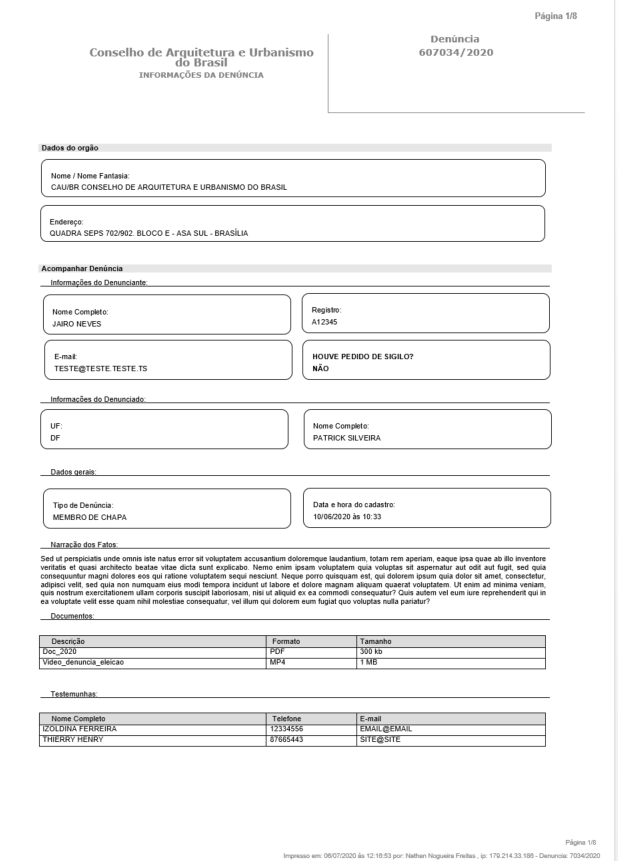 Página 1/8
Conselho de Arquitetura e Urbanismo
do Brasil
INFORMAÇÕES DA DENÚNCIA
Denúncia
607034/2020
Dados do orgão
Nome / Nome Fantasia:
CAU/BR CONSELHO DE ARQUITETURA E URBANISMO DO BRASIL
Endereço:
QUADRA SEPS 702/902. BLOCO E - ASA SUL - BRASÍLIA
Acompanhar Denúncia
Informações do Denunciante:
Nome Completo:
JAIRO NEVES
Registro:
A12345
E-mail:
TESTE@TESTE.TESTE.TS
HOUVE PEDIDO DE SIGILO?
NÃO
Informações do Denunciado:
UF:
DF
Nome Completo:
PATRICK SILVEIRA
Dados gerais:
Tipo de Denúncia:
MEMBRO DE CHAPA
Data e hora do cadastro:
10/06/2020 às 10:33
Narração dos Fatos:
Sed ut perspiciatis unde omnis iste natus error sit voluptatem accusantium doloremque laudantium, totam rem aperiam, eaque ipsa quae ab illo inventore
veritatis et quasi architecto beatae vitae dicta sunt explicabo. Nemo enim ipsam voluptatem quia voluptas sit aspernatur aut odit aut fugit, sed quia
consequuntur magni dolores eos qui ratione voluptatem sequi nesciunt. Neque porro quisquam est, qui dolorem ipsum quia dolor sit amet, consectetur,
adipisci velit, sed quia non numquam eius modi tempora incidunt ut labore et dolore magnam aliquam quaerat voluptatem. Ut enim ad minima veniam,
quis nostrum exercitationem ullam corporis suscipit laboriosam, nisi ut aliquid ex ea commodi consequatur? Quis autem vel eum iure reprehenderit qui in
ea voluptate velit esse quam nihil molestiae consequatur, vel illum qui dolorem eum fugiat quo voluptas nulla pariatur?
Documentos:
Descrição Formato Tamanho
Doc_2020 PDF 300 kb
Video_denuncia_eleicao MP4 1 MB
Testemunhas:
Nome Completo Telefone E-mail
IZOLDINA FERREIRA 12334556 EMAIL@EMAIL
THIERRY HENRY 87665443 SITE@SITE
Página 1/8
Impresso em: 08/07/2020 às 12:16:53 por: Nathan Nogueira Freitas , ip: 179.214.33.186 - Denuncia: 7034/2020